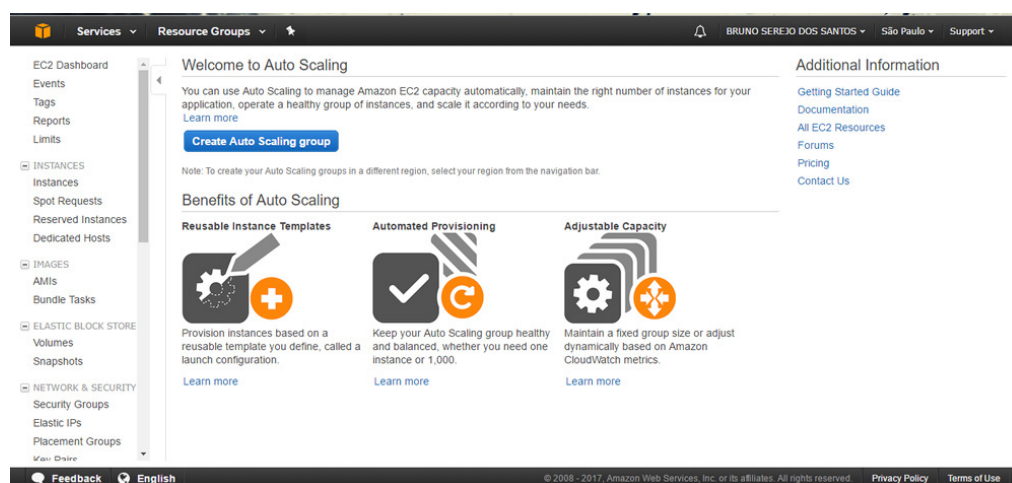 Services
Resource Groups
BRUNO SEREJO DOS SANTOS
São Paulo
Support
EC2 Dashboard
Events
Tags
Reports
Limits
INSTANCES
Instances
Spot Requests
Reserved Instances
Dedicated Hosts
IMAGES
AMIs
Bundle Tasks
ELASTIC BLOCK STORE
Volumes
Snapshots
NETWORK & SECURITY
Security Groups
Elastic IPs
Placement Groups
Key Pairs
Welcome to Auto Scaling
You can use Auto Scaling to manage Amazon EC2 capacity automatically, maintain the right number of instances for your
application, operate a healthy group of instances, and scale it according to your needs.
Learn more
Create Auto Scaling group
Note: To create your Auto Scaling groups in a different region, select your region from the navigation bar.
Benefits of Auto Scaling
Reusable Instance Templates
Provision instances based on a
reusable template you define, called a
launch configuration.
Learn more
Automated Provisioning
Keep your Auto Scaling group healthy
and balanced, whether you need one
instance or 1,000.
Learn more
Adjustable Capacity
Maintain a fixed group size or adjust
dynamically based on Amazon
CloudWatch metrics.
Learn more
Additional Information
Getting Started Guide
Documentation
All EC2 Resources
Forums
Pricing
Contact Us
Feedback
English
© 2008 - 2017, Amazon Web Services, Inc. or its affiliates. All rights reserved.
Privacy Policy
Terms of Use